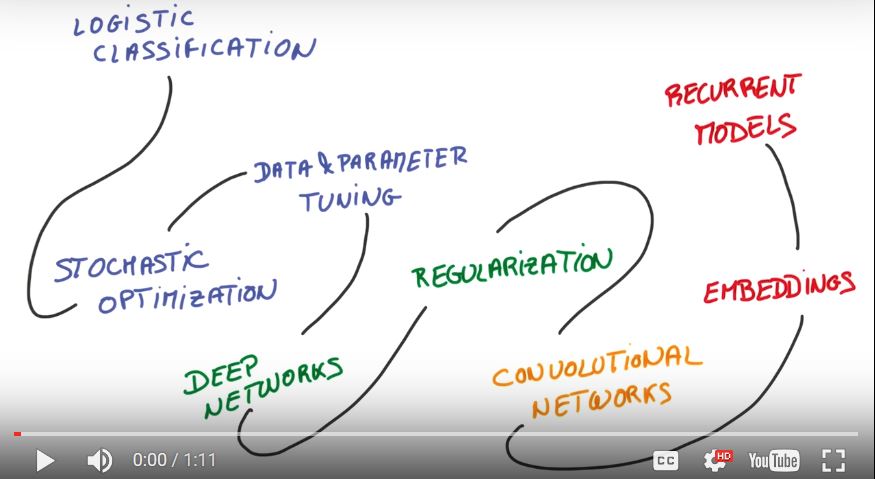 LOGISTIC
CLASSIFICATION
RECURRENT
MODELS
DATA & PARAMETER
TUNING
STOCHASTIC
OPTIMIZATION
REGULARIZATION
EMBEDDINGS
DEEP
NETWORKS
CONVOLUTIONAL
NETWORKS
0:00 / 1:11
CC
HD
YouTube